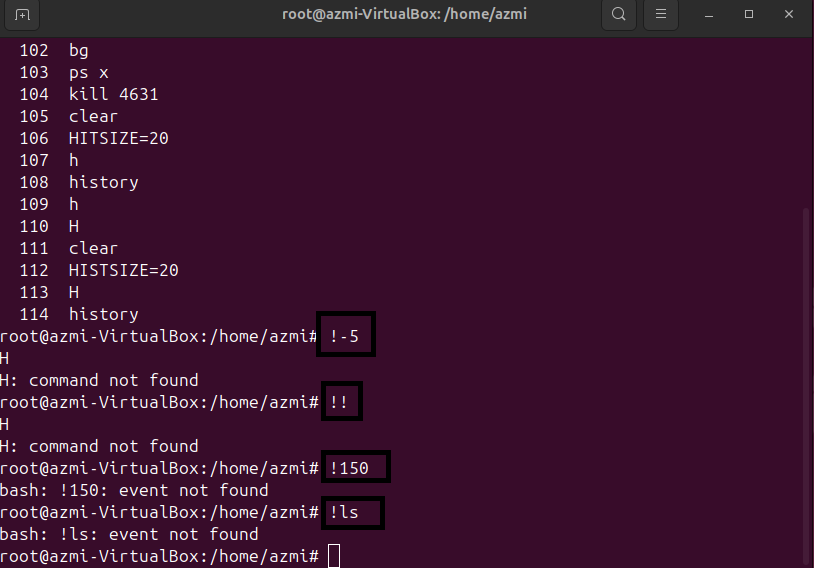 root@azmi-VirtualBox: /home/azmi
102 bg
103 ps x
104 kill 4631
105 clear
106 HITSIZE=20
107 h
108 history
109 h
110 H
111 clear
112 HISTSIZE=20
113 H
114 history
root@azmi-VirtualBox:/home/azmi# !-5
H
H: command not found
root@azmi-VirtualBox:/home/azmi# !!
H
H: command not found
root@azmi-VirtualBox:/home/azmi# !150
bash: !150: event not found
root@azmi-VirtualBox:/home/azmi# !ls
bash: !ls: event not found
root@azmi-VirtualBox:/home/azmi#